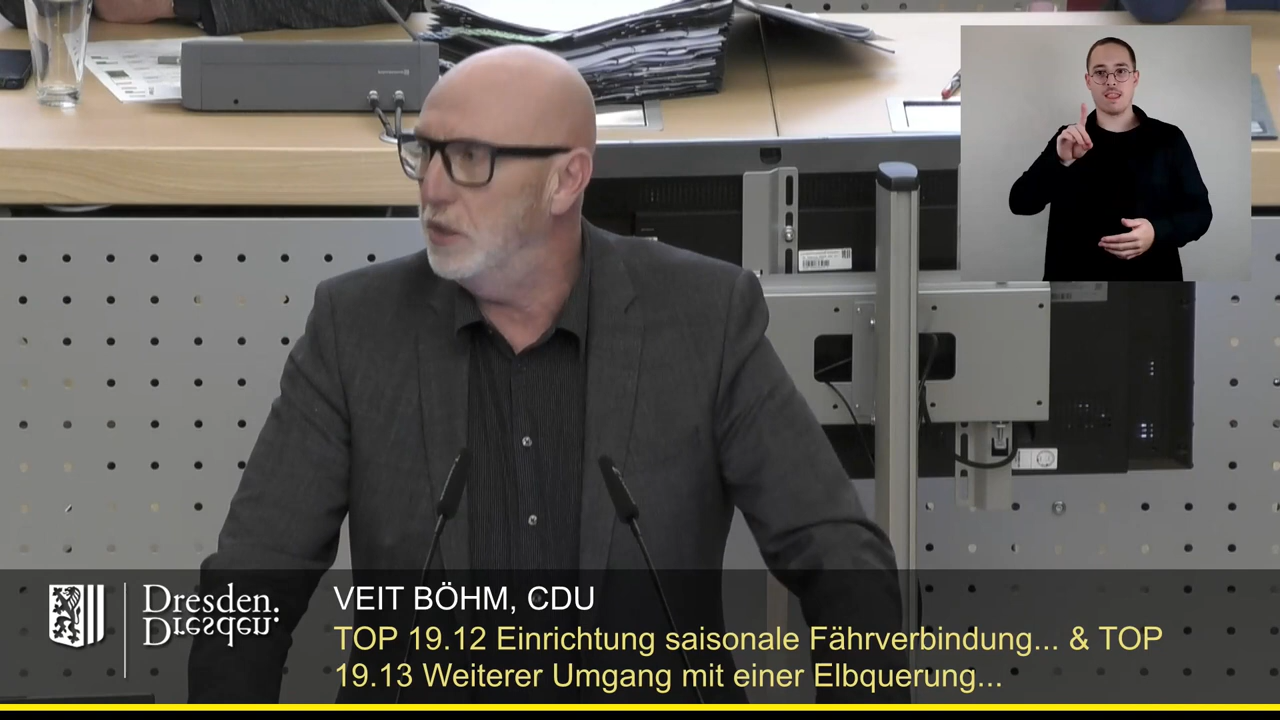 Dresden.
Dresden.
VEIT BÖHM, CDU
TOP 19.12 Einrichtung saisonale Fährverbindung... & TOP
19.13 Weiterer Umgang mit einer Elbquerung...